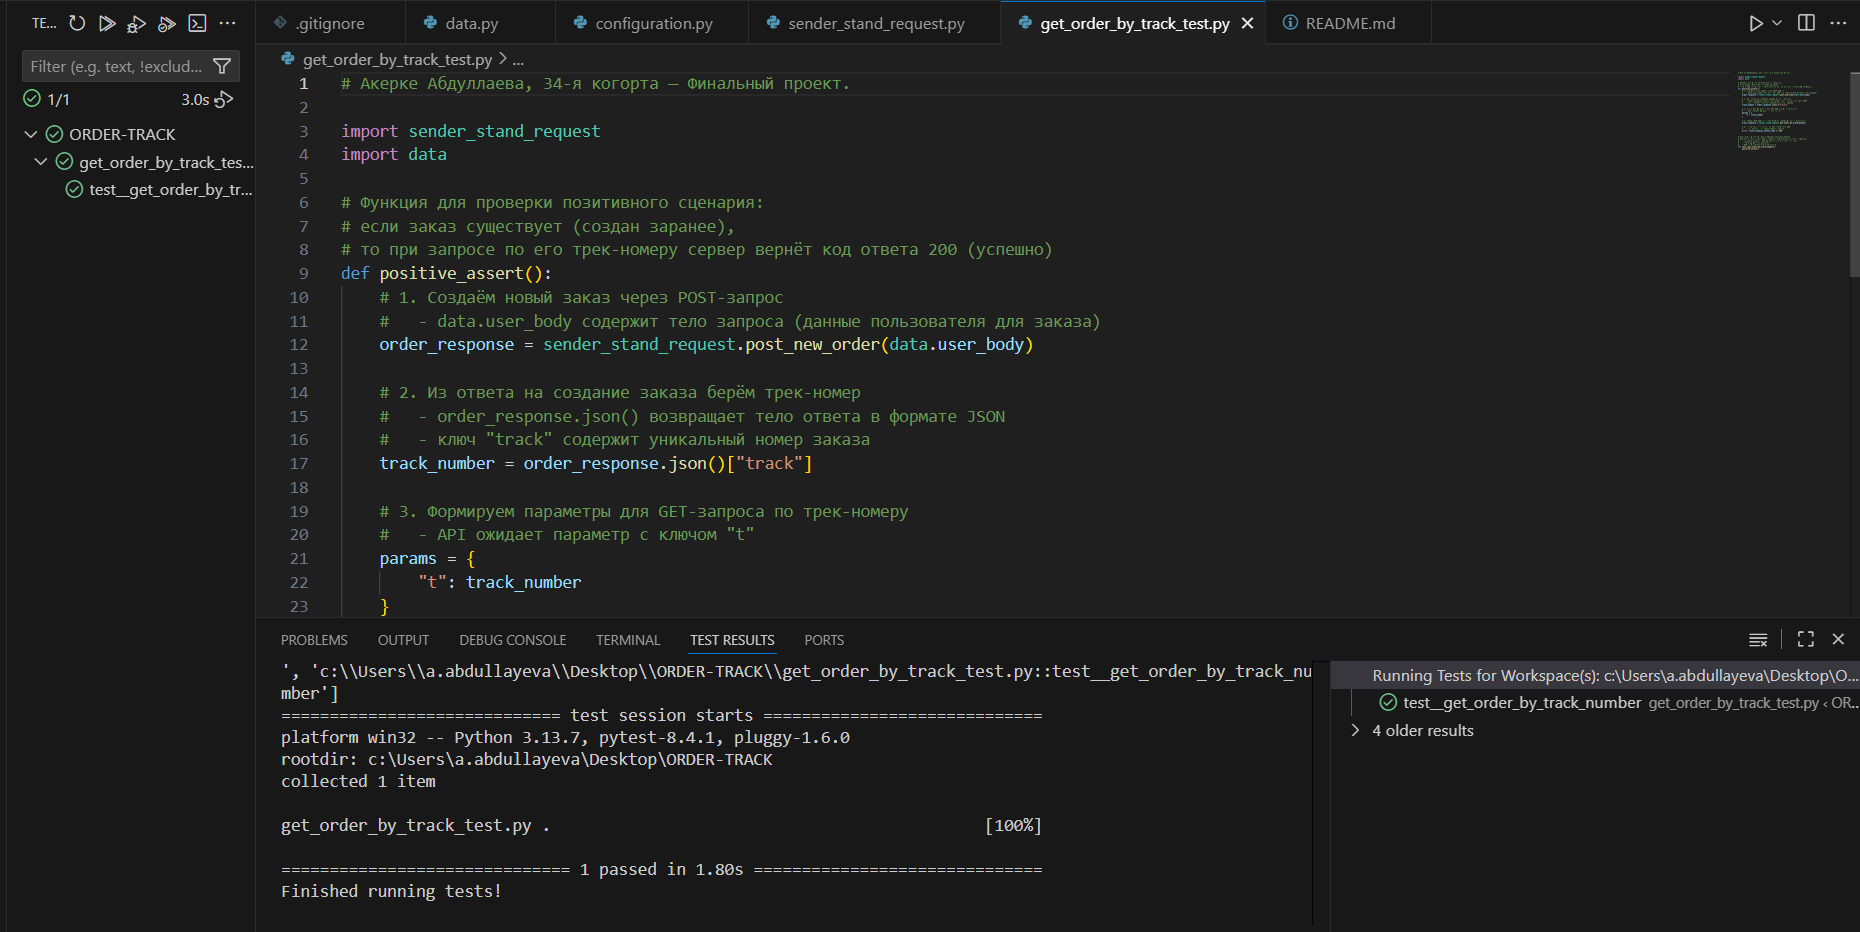 TE...
.gitignore
data.py
configuration.py
sender_stand_request.py
get_order_by_track_test.py
README.md
Filter (e.g. text, !exclud...
1/1 3.0s
ORDER-TRACK
get_order_by_track_tes...
test__get_order_by_tr...
get_order_by_track_test.py > ...
1 # Акерке Абдуллаева, 34-я когорта — Финальный проект.
2
3 import sender_stand_request
4 import data
5
6 # Функция для проверки позитивного сценария:
7 # если заказ существует (создан заранее),
8 # то при запросе по его трек-номеру сервер вернёт код ответа 200 (успешно)
9 def positive_assert():
10 # 1. Создаём новый заказ через POST-запрос
11 #   - data.user_body содержит тело запроса (данные пользователя для заказа)
12 order_response = sender_stand_request.post_new_order(data.user_body)
13
14 # 2. Из ответа на создание заказа берём трек-номер
15 #   - order_response.json() возвращает тело ответа в формате JSON
16 #   - ключ "track" содержит уникальный номер заказа
17 track_number = order_response.json()["track"]
18
19 # 3. Формируем параметры для GET-запроса по трек-номеру
20 #   - API ожидает параметр с ключом "t"
21 params = {
22 "t": track_number
23 }
PROBLEMS OUTPUT DEBUG CONSOLE TERMINAL TEST RESULTS PORTS
', 'c:\\Users\\a.abdullayeva\\Desktop\\ORDER-TRACK\\get_order_by_track_test.py::test__get_order_by_track_nu
mber']
============================= test session starts =============================
platform win32 -- Python 3.13.7, pytest-8.4.1, pluggy-1.6.0
rootdir: c:\Users\a.abdullayeva\Desktop\ORDER-TRACK
collected 1 item
get_order_by_track_test.py . [100%]
============================== 1 passed in 1.80s ==============================
Finished running tests!
Running Tests for Workspace(s): c:\Users\a.abdullayeva\Desktop\O...
test__get_order_by_track_number get_order_by_track_test.py ‹ OR...
4 older results